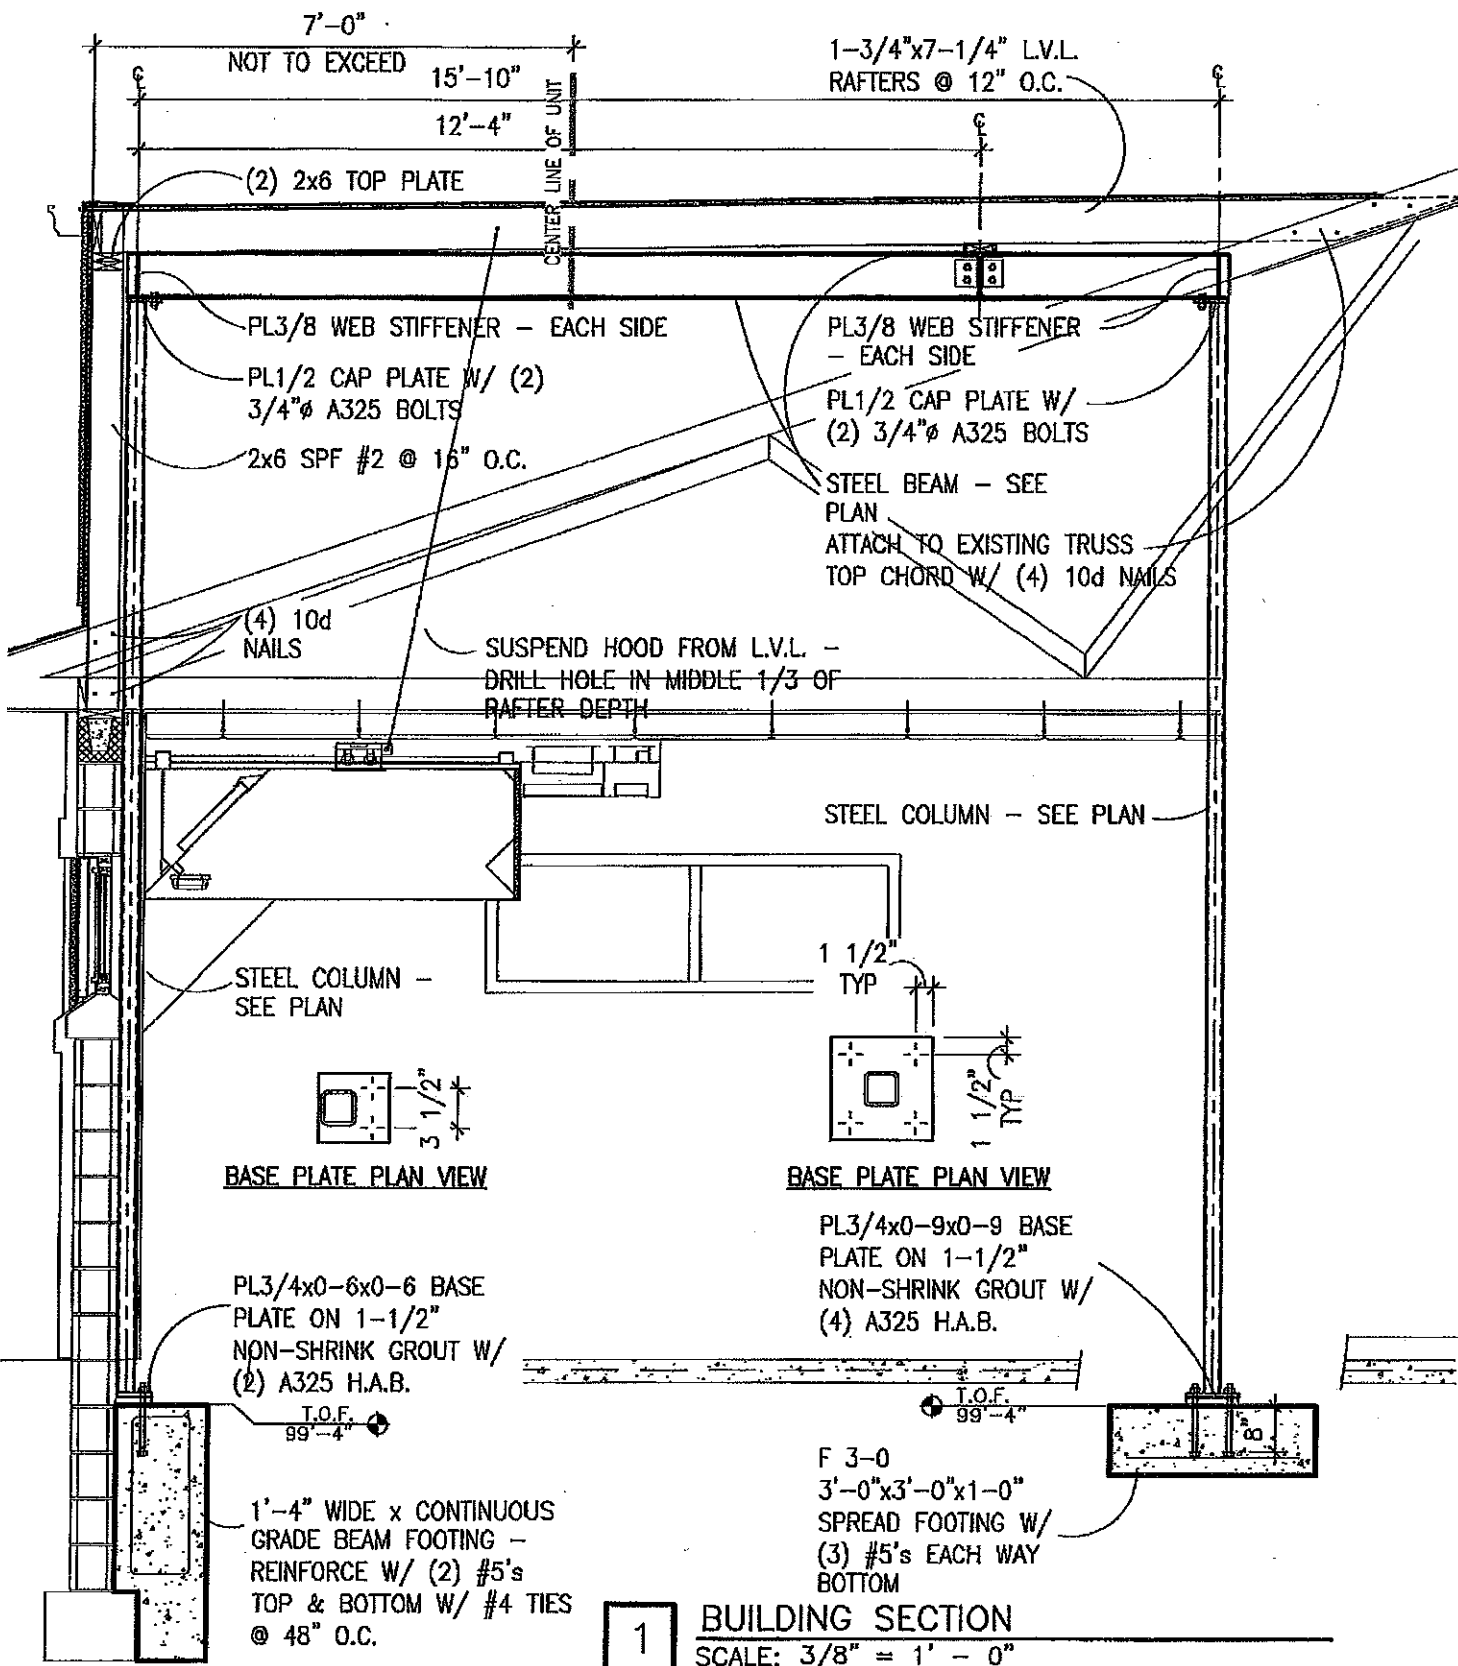 7'-0"
NOT TO EXCEED
15'-10"
12'-4"
CENTER LINE OF UNIT
1-3/4"x7-1/4" L.V.L.
RAFTERS @ 12" O.C.
(2) 2x6 TOP PLATE
PL3/8 WEB STIFFENER - EACH SIDE
PL1/2 CAP PLATE W/ (2)
3/4"ø A325 BOLTS
2x6 SPF #2 @ 16" O.C.
PL3/8 WEB STIFFENER
- EACH SIDE
PL1/2 CAP PLATE W/
(2) 3/4"ø A325 BOLTS
STEEL BEAM - SEE
PLAN
ATTACH TO EXISTING TRUSS
TOP CHORD W/ (4) 10d NAILS
(4) 10d
NAILS
SUSPEND HOOD FROM L.V.L. -
DRILL HOLE IN MIDDLE 1/3 OF
RAFTER DEPTH
STEEL COLUMN - SEE PLAN
STEEL COLUMN -
SEE PLAN
1 1/2"
TYP
3 1/2"
1 1/2"
TYP
BASE PLATE PLAN VIEW
BASE PLATE PLAN VIEW
PL3/4x0-6x0-6 BASE
PLATE ON 1-1/2"
NON-SHRINK GROUT W/
(2) A325 H.A.B.
PL3/4x0-9x0-9 BASE
PLATE ON 1-1/2"
NON-SHRINK GROUT W/
(4) A325 H.A.B.
T.O.F.
99'-4"
T.O.F.
99'-4"
8"
1'-4" WIDE x CONTINUOUS
GRADE BEAM FOOTING -
REINFORCE W/ (2) #5's
TOP & BOTTOM W/ #4 TIES
@ 48" O.C.
F 3-0
3'-0"x3'-0"x1-0"
SPREAD FOOTING W/
(3) #5's EACH WAY
BOTTOM
1
BUILDING SECTION
SCALE: 3/8" = 1' - 0"